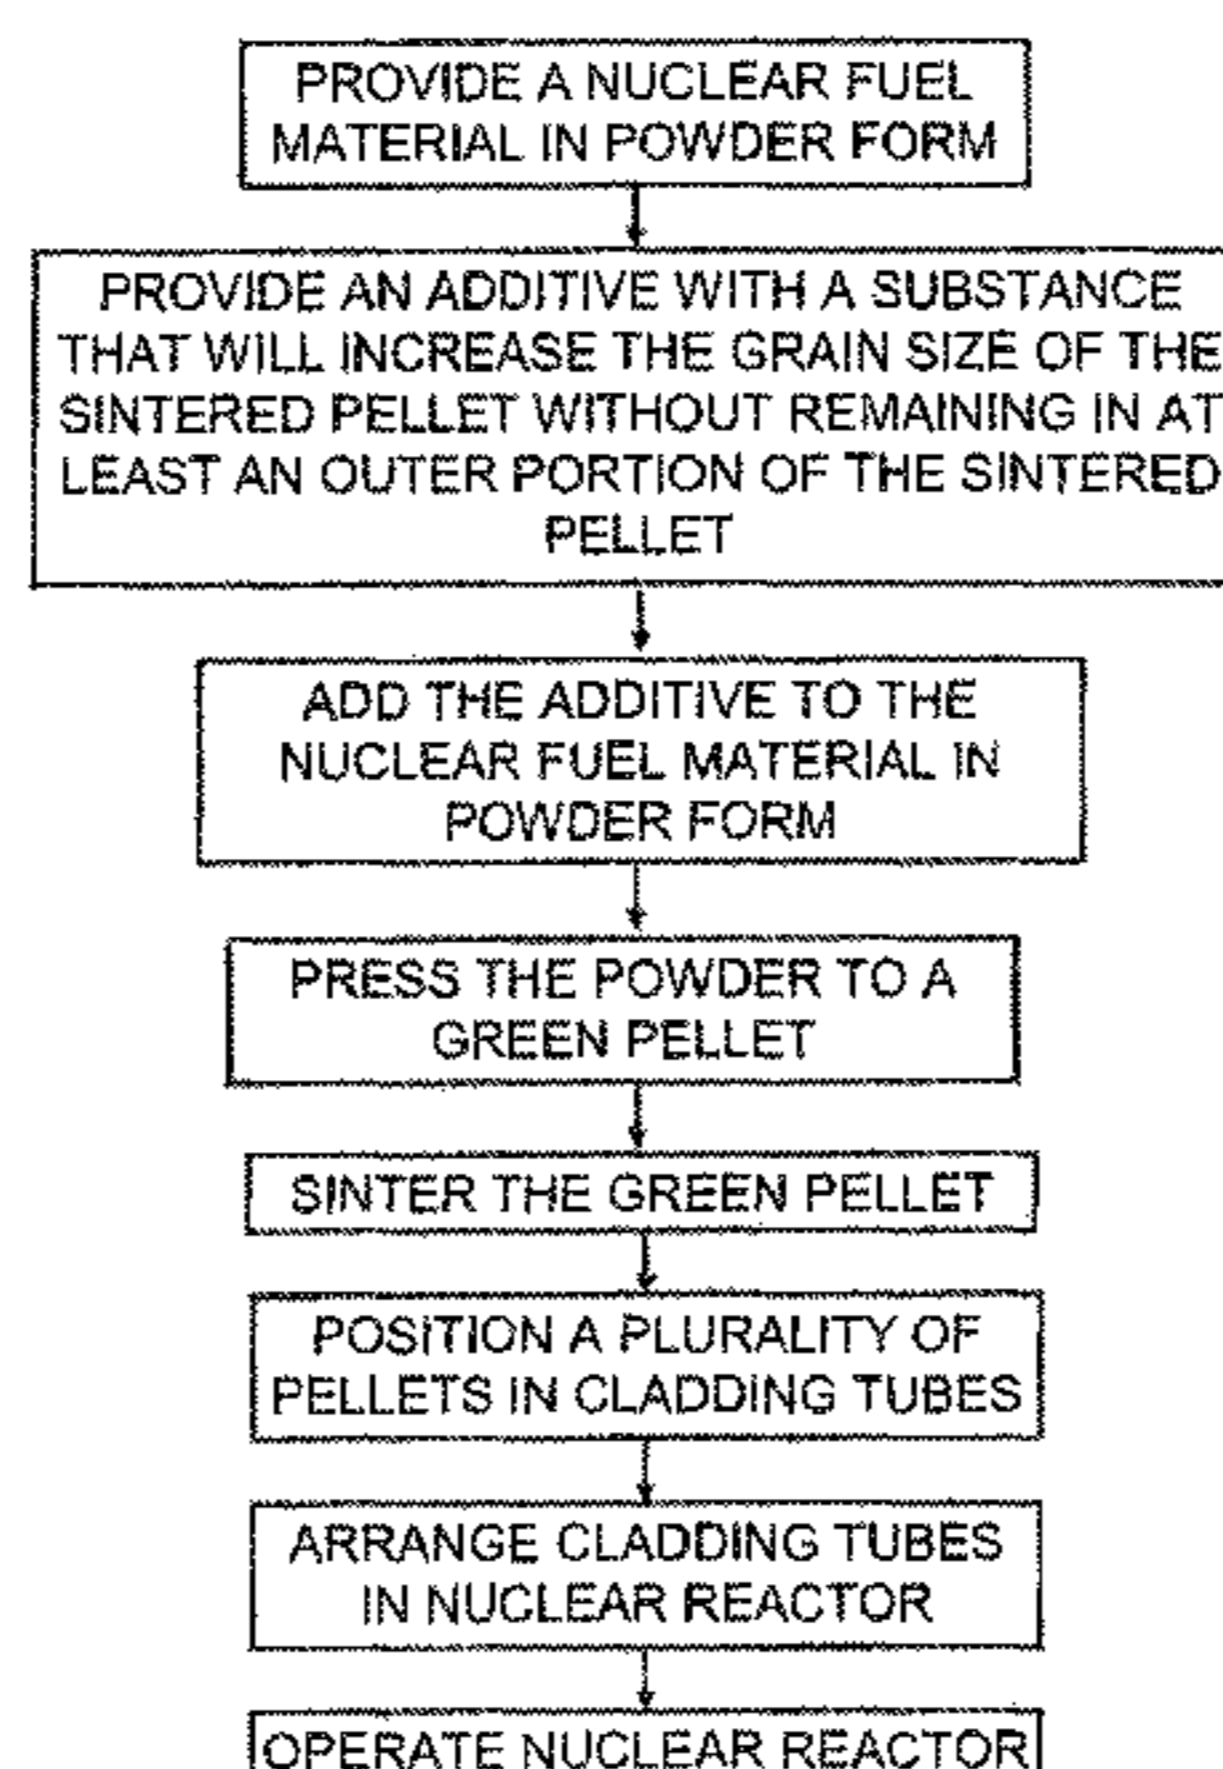 PROVIDE A NUCLEAR FUEL
MATERIAL IN POWDER FORM
PROVIDE AN ADDITIVE WITH A SUBSTANCE
THAT WILL INCREASE THE GRAIN SIZE OF THE
SINTERED PELLET WITHOUT REMAINING IN AT
LEAST AN OUTER PORTION OF THE SINTERED
PELLET
ADD THE ADDITIVE TO THE
NUCLEAR FUEL MATERIAL IN
POWDER FORM
PRESS THE POWDER TO A
GREEN PELLET
SINTER THE GREEN PELLET
POSITION A PLURALITY OF
PELLETS IN CLADDING TUBES
ARRANGE CLADDING TUBES
IN NUCLEAR REACTOR
OPERATE NUCLEAR REACTOR